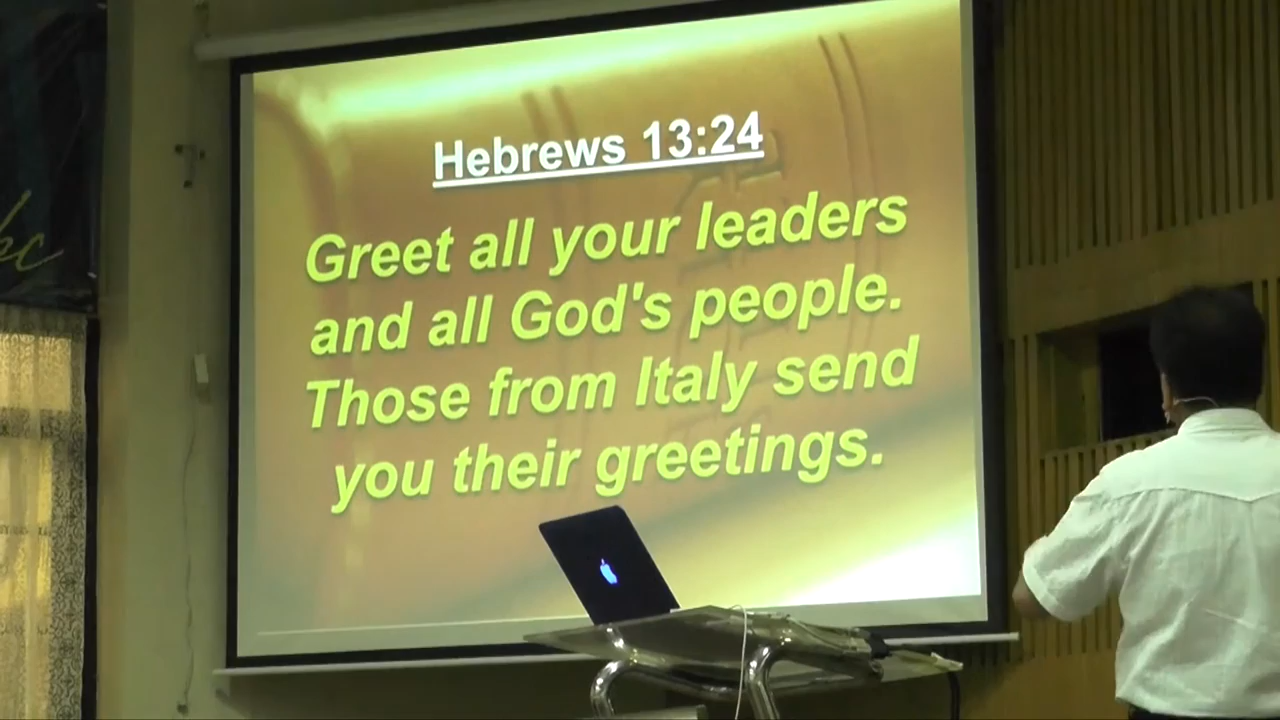 Hebrews 13:24
Greet all your leaders
and all God's people.
Those from Italy send
you their greetings.